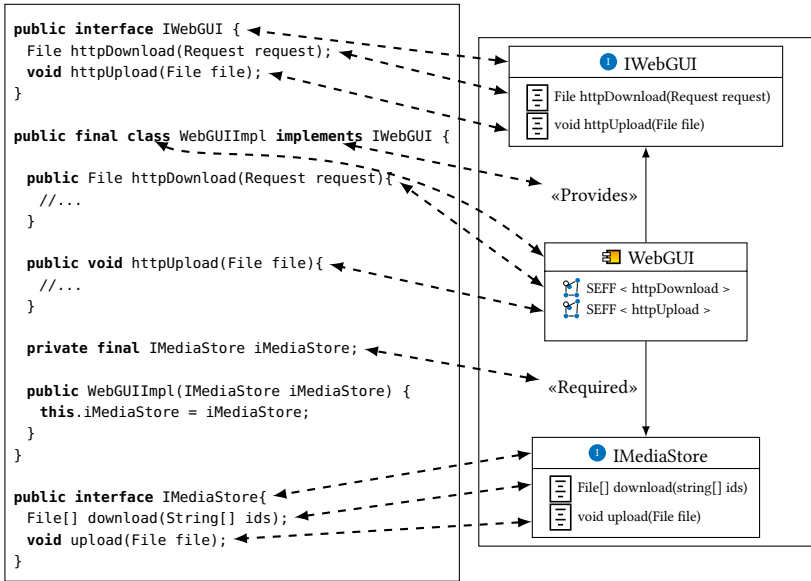 public interface IWebGUI {
File httpDownload(Request request);
void httpUpload(File file);
}
public final class WebGUIImpl implements IWebGUI {
public File httpDownload(Request request){
//...
}
public void httpUpload(File file){
//...
}
private final IMediaStore iMediaStore;
public WebGUIImpl(IMediaStore iMediaStore) {
this.iMediaStore = iMediaStore;
}
}
public interface IMediaStore{
File[] download(String[] ids);
void upload(File file);
}
I IWebGUI
File httpDownload(Request request)
void httpUpload(File file)
«Provides»
WebGUI
SEFF < httpDownload >
SEFF < httpUpload >
«Required»
I IMediaStore
File[] download(string[] ids)
void upload(File file)